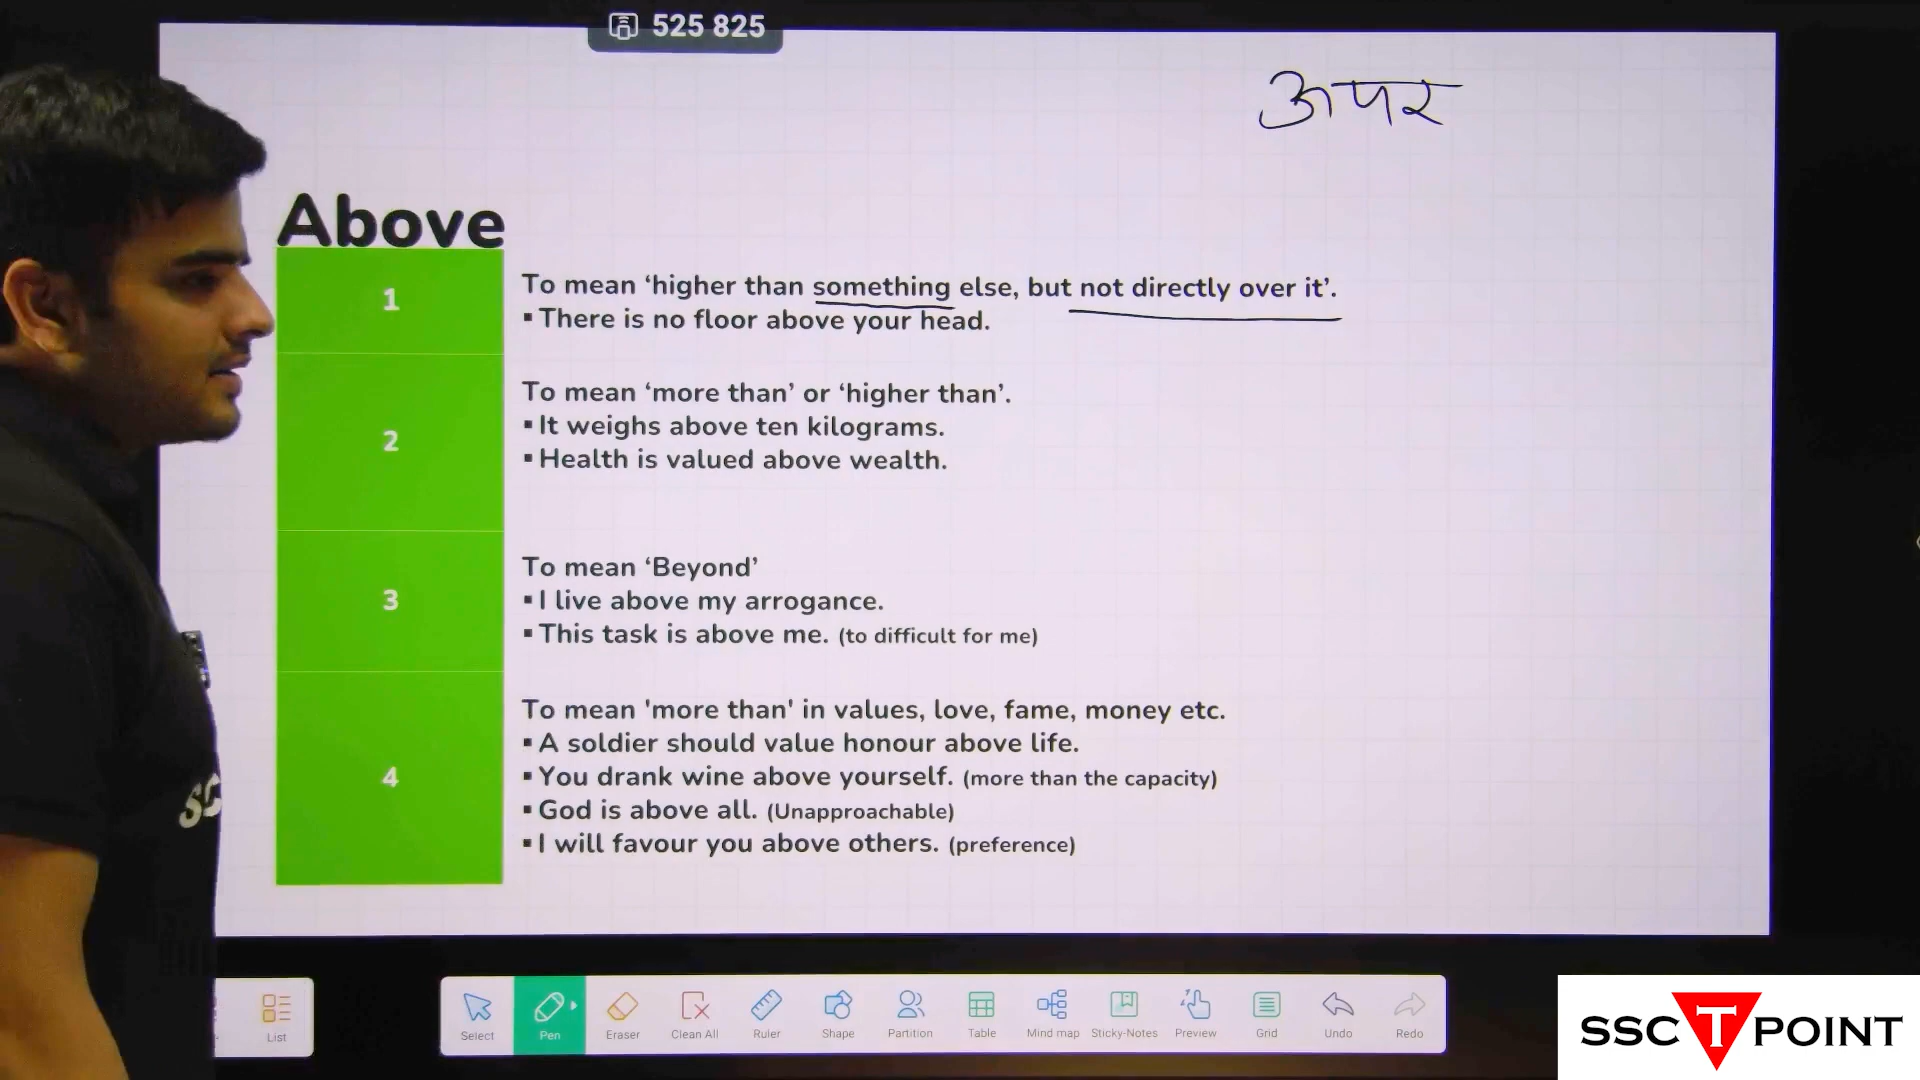 525 825
अपर
Above
1
To mean ‘higher than something else, but not directly over it’.
▪ There is no floor above your head.
2
To mean ‘more than’ or ‘higher than’.
▪ It weighs above ten kilograms.
▪ Health is valued above wealth.
3
To mean ‘Beyond’
▪ I live above my arrogance.
▪ This task is above me. (to difficult for me)
4
To mean 'more than' in values, love, fame, money etc.
▪ A soldier should value honour above life.
▪ You drank wine above yourself. (more than the capacity)
▪ God is above all. (Unapproachable)
▪ I will favour you above others. (preference)
SC
List Select Pen Eraser Clean All Ruler Shape Partition Table Mind map Sticky-Notes Preview Grid Undo Redo
SSC T POINT